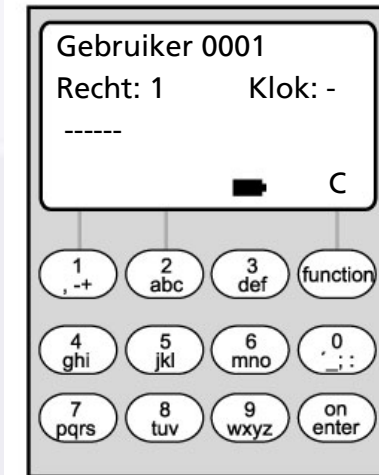 Gebruiker 0001
Recht: 1 Klok: -
------
C
1 2 3 function
, -+ abc def
4 5 6 0
ghi jkl mno ´_; :
7 8 9 on
pqrs tuv wxyz enter